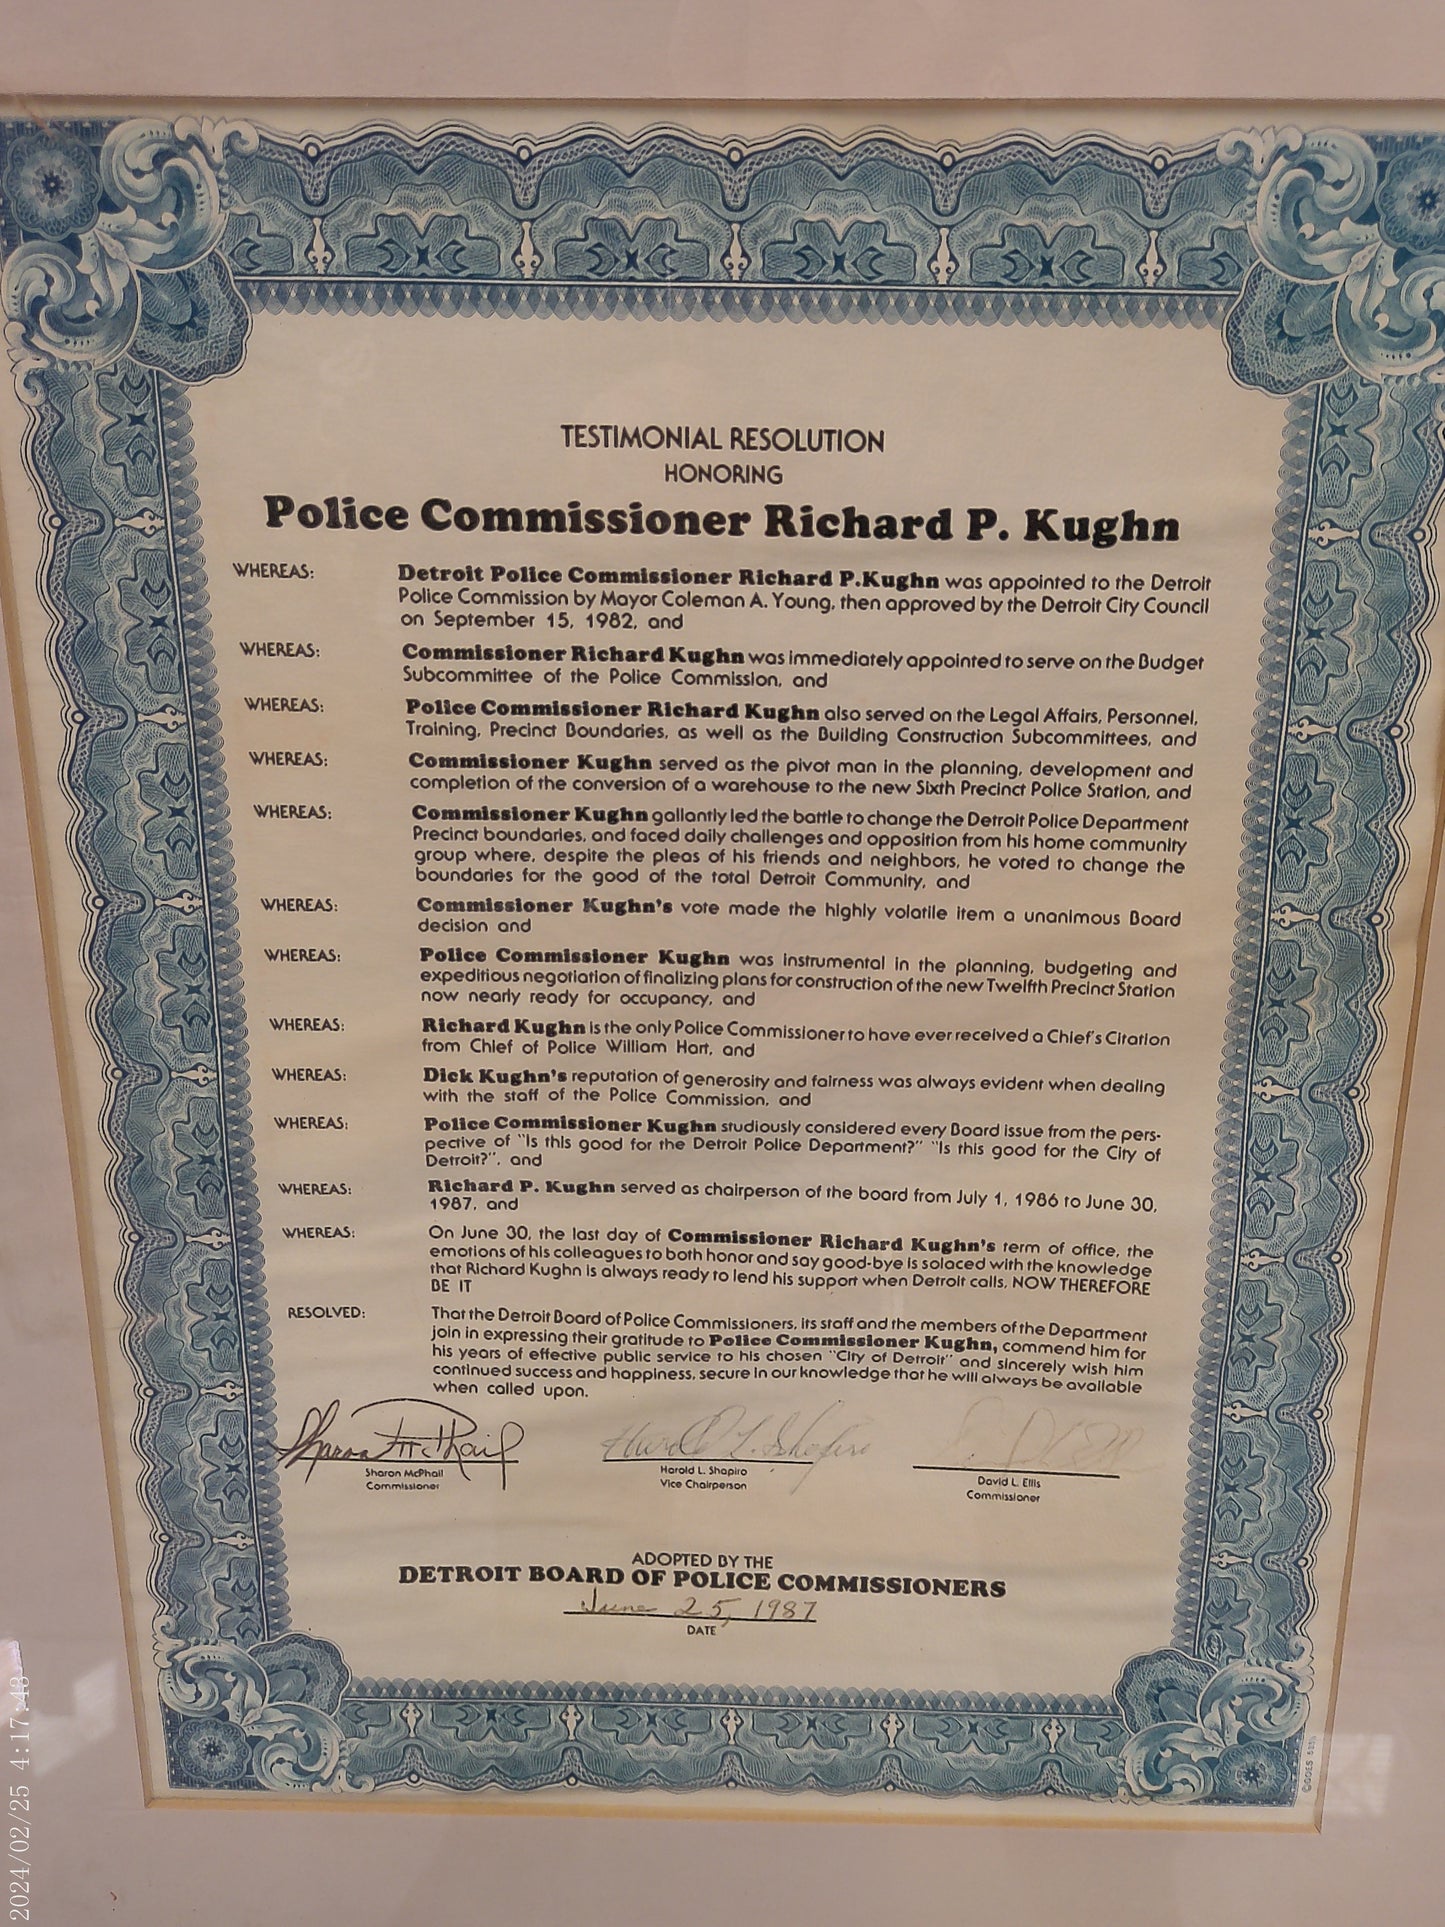 TESTIMONIAL RESOLUTION
HONORING
Police Commissioner Richard P. Kughn
WHEREAS: Detroit Police Commissioner Richard P.Kughn was appointed to the Detroit
Police Commission by Mayor Coleman A. Young, then approved by the Detroit City Council
on September 15, 1982, and
WHEREAS: Commissioner Richard Kughn was immediately appointed to serve on the Budget
Subcommittee of the Police Commission, and
WHEREAS: Police Commissioner Richard Kughn also served on the Legal Affairs, Personnel,
Training, Precinct Boundaries, as well as the Building Construction Subcommittees, and
WHEREAS: Commissioner Kughn served as the pivot man in the planning, development and
completion of the conversion of a warehouse to the new Sixth Precinct Police Station, and
WHEREAS: Commissioner Kughn gallantly led the battle to change the Detroit Police Department
Precinct boundaries, and faced daily challenges and opposition from his home community
group where, despite the pleas of his friends and neighbors, he voted to change the
boundaries for the good of the total Detroit Community, and
WHEREAS: Commissioner Kughn's vote made the highly volatile item a unanimous Board
decision and
WHEREAS: Police Commissioner Kughn was instrumental in the planning, budgeting and
expeditious negotiation of finalizing plans for construction of the new Twelfth Precinct Station
now nearly ready for occupancy, and
WHEREAS: Richard Kughn is the only Police Commissioner to have ever received a Chief's Citation
from Chief of Police William Hart, and
WHEREAS: Dick Kughn's reputation of generosity and fairness was always evident when dealing
with the staff of the Police Commission, and
WHEREAS: Police Commissioner Kughn studiously considered every Board issue from the pers-
pective of "Is this good for the Detroit Police Department?" "Is this good for the City of
Detroit?", and
WHEREAS: Richard P. Kughn served as chairperson of the board from July 1, 1986 to June 30,
1987, and
WHEREAS: On June 30, the last day of Commissioner Richard Kughn's term of office, the
emotions of his colleagues to both honor and say good-bye is solaced with the knowledge
that Richard Kughn is always ready to lend his support when Detroit calls, NOW THEREFORE
BE IT
RESOLVED: That the Detroit Board of Police Commissioners, its staff and the members of the Department
join in expressing their gratitude to Police Commissioner Kughn, commend him for
his years of effective public service to his chosen "City of Detroit" and sincerely wish him
continued success and happiness, secure in our knowledge that he will always be available
when called upon.
Sharon McPhail Harold L. Shapiro
Sharon McPhail Harold L. Shapiro David L. Ellis
Commissioner Vice Chairperson Commissioner
ADOPTED BY THE
DETROIT BOARD OF POLICE COMMISSIONERS
June 25, 1987
DATE
©GOES
2024/02/25 4:17:43